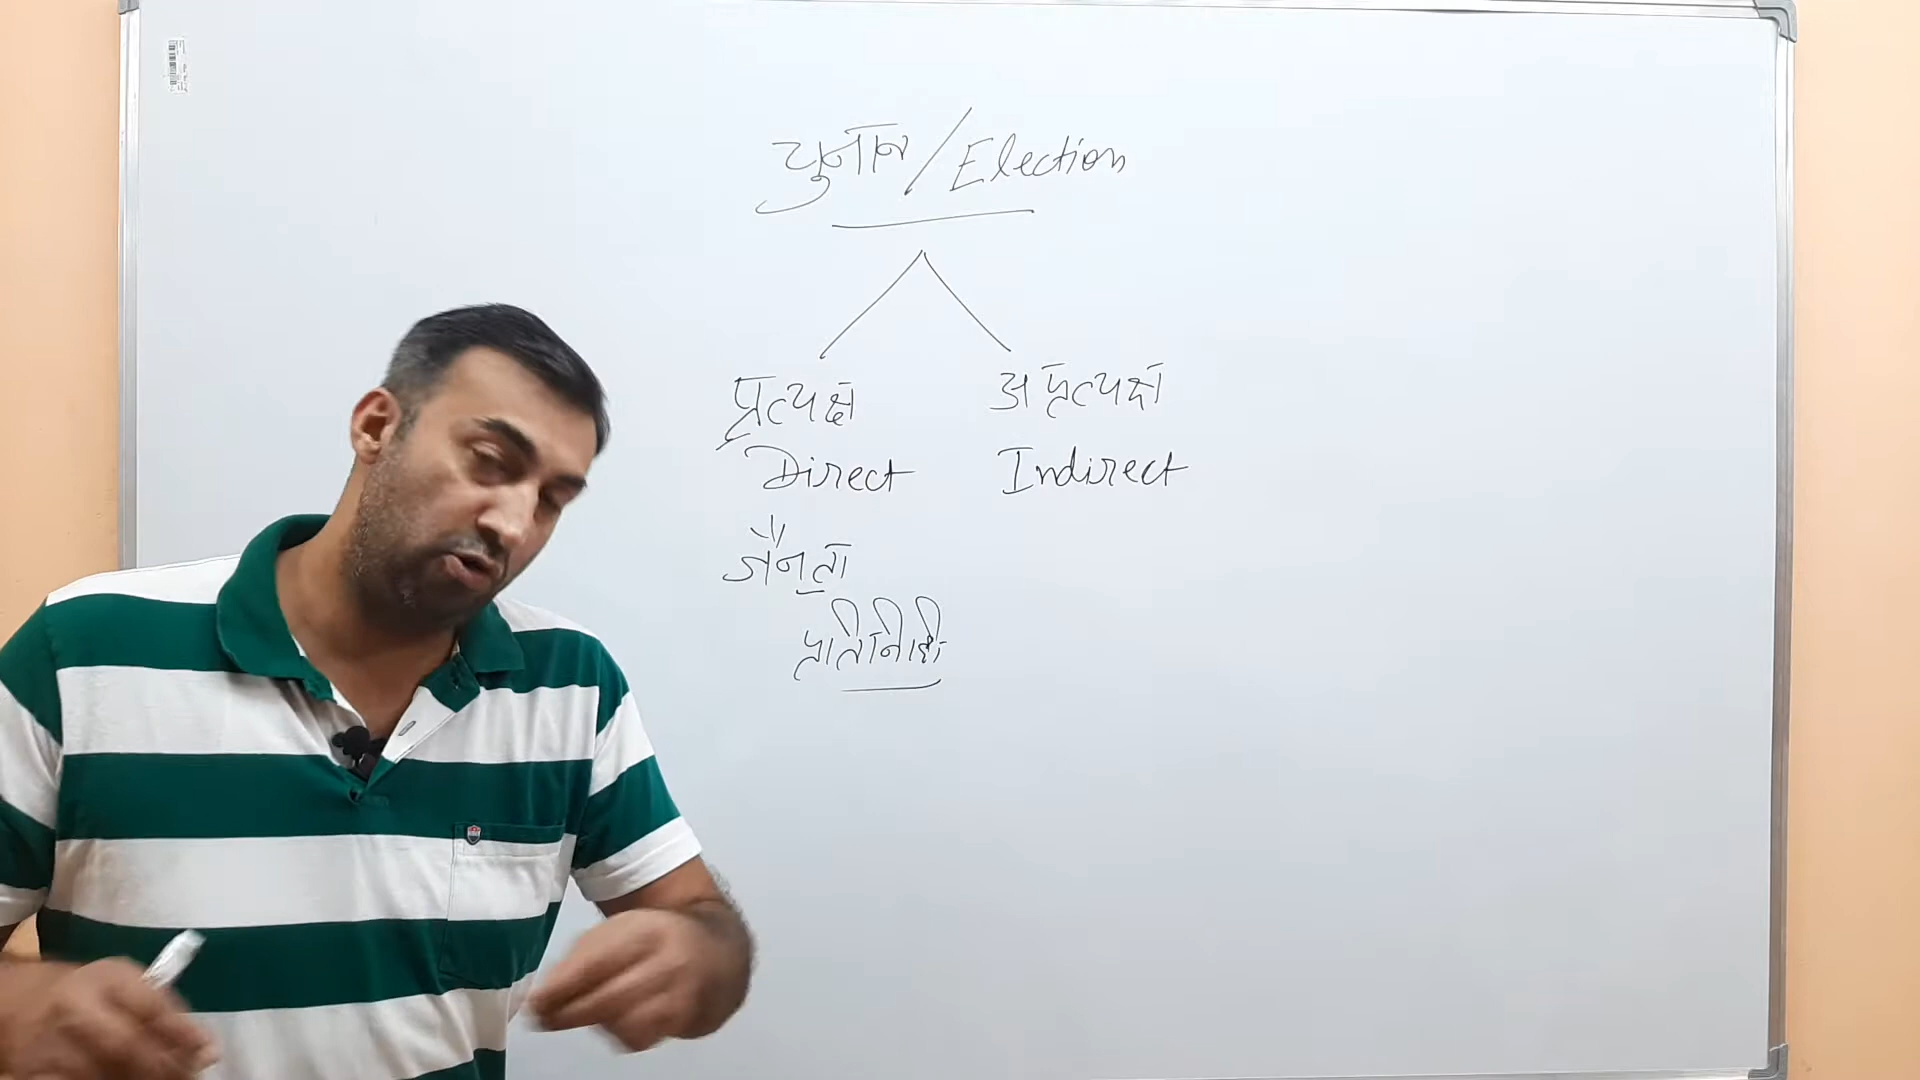 चुनाव/Election
प्रत्यक्ष अप्रत्यक्ष
Direct Indirect
जनता
प्रतिनिधि